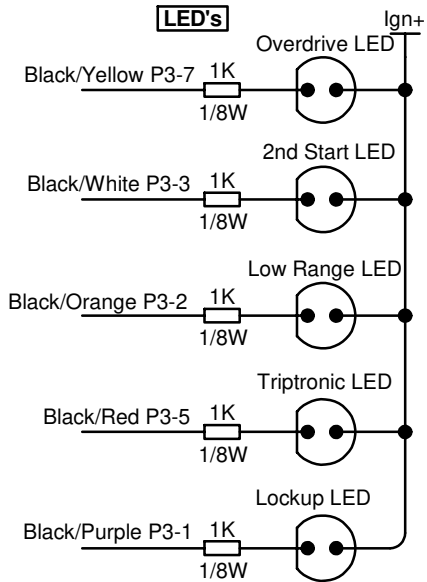 LED's
Ign+
Overdrive LED
Black/Yellow P3-7
1K
1/8W
2nd Start LED
Black/White P3-3
1K
1/8W
Low Range LED
Black/Orange P3-2
1K
1/8W
Triptronic LED
Black/Red P3-5
1K
1/8W
Lockup LED
Black/Purple P3-1
1K
1/8W